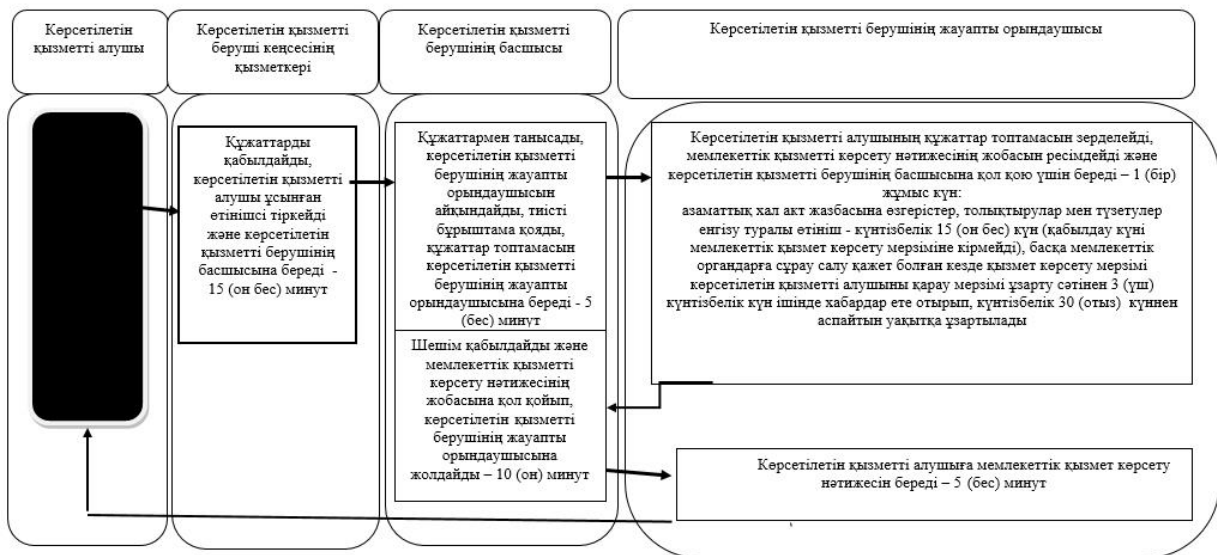 Көрсетілетін
қызметті алушы
Көрсетілетін қызметті
беруші кеңсесінің
қызметкері
Көрсетілетін қызметті
берушінің басшысы
Көрсетілетін қызметті берушінің жауапты орындаушысы
Құжаттарды
қабылдайды,
көрсетілетін қызметті
алушы ұсынған
өтінішсі тіркейді
және көрсетілетін
қызметті берушінің
басшысына береді -
15 (он бес) минут
Құжаттармен танысады,
көрсетілетін қызметті
берушінің жауапты
орындаушысын
айқындайды, тиісті
бұрыштама қояды,
құжаттар топтамасын
көрсетілетін қызметті
берушінің жауапты
орындаушысына береді - 5
(бес) минут
Көрсетілетін қызметті алушының құжаттар топтамасын зерделейді,
мемлекеттік қызметті көрсету нәтижесінің жобасын ресімдейді және
көрсетілетін қызметті берушінің басшысына қол қою үшін береді – 1 (бір)
жұмыс күн:
азаматтық хал акт жазбасына өзгерістер, толықтырулар мен түзетулер
енгізу туралы өтініш - күнтізбелік 15 (он бес) күн (қабылдау күні
мемлекеттік қызмет көрсету мерзіміне кірмейді), басқа мемлекеттік
органдарға сұрау салу қажет болған кезде қызмет көрсету мерзімі
көрсетілетін қызметті алушыны қарау мерзімі ұзарту сәтінен 3 (үш)
күнтізбелік күн ішінде хабардар ете отырып, күнтізбелік 30 (отыз) күннен
аспайтын уақытқа ұзартылады
Шешім қабылдайды және
мемлекеттік қызметті
көрсету нәтижесінің
жобасына қол қойып,
көрсетілетін қызметті
берушінің жауапты
орындаушысына
жолдайды – 10 (он) минут
Көрсетілетін қызметті алушыға мемлекеттік қызмет көрсету
нәтижесін береді – 5 (бес) минут